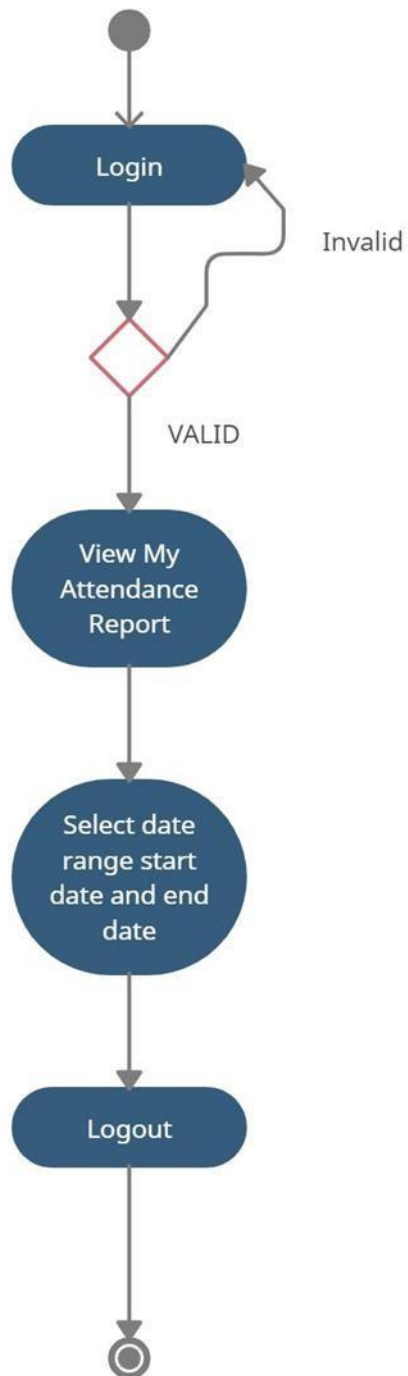 Login
Invalid
VALID
View My
Attendance
Report
Select date
range start
date and end
date
Logout